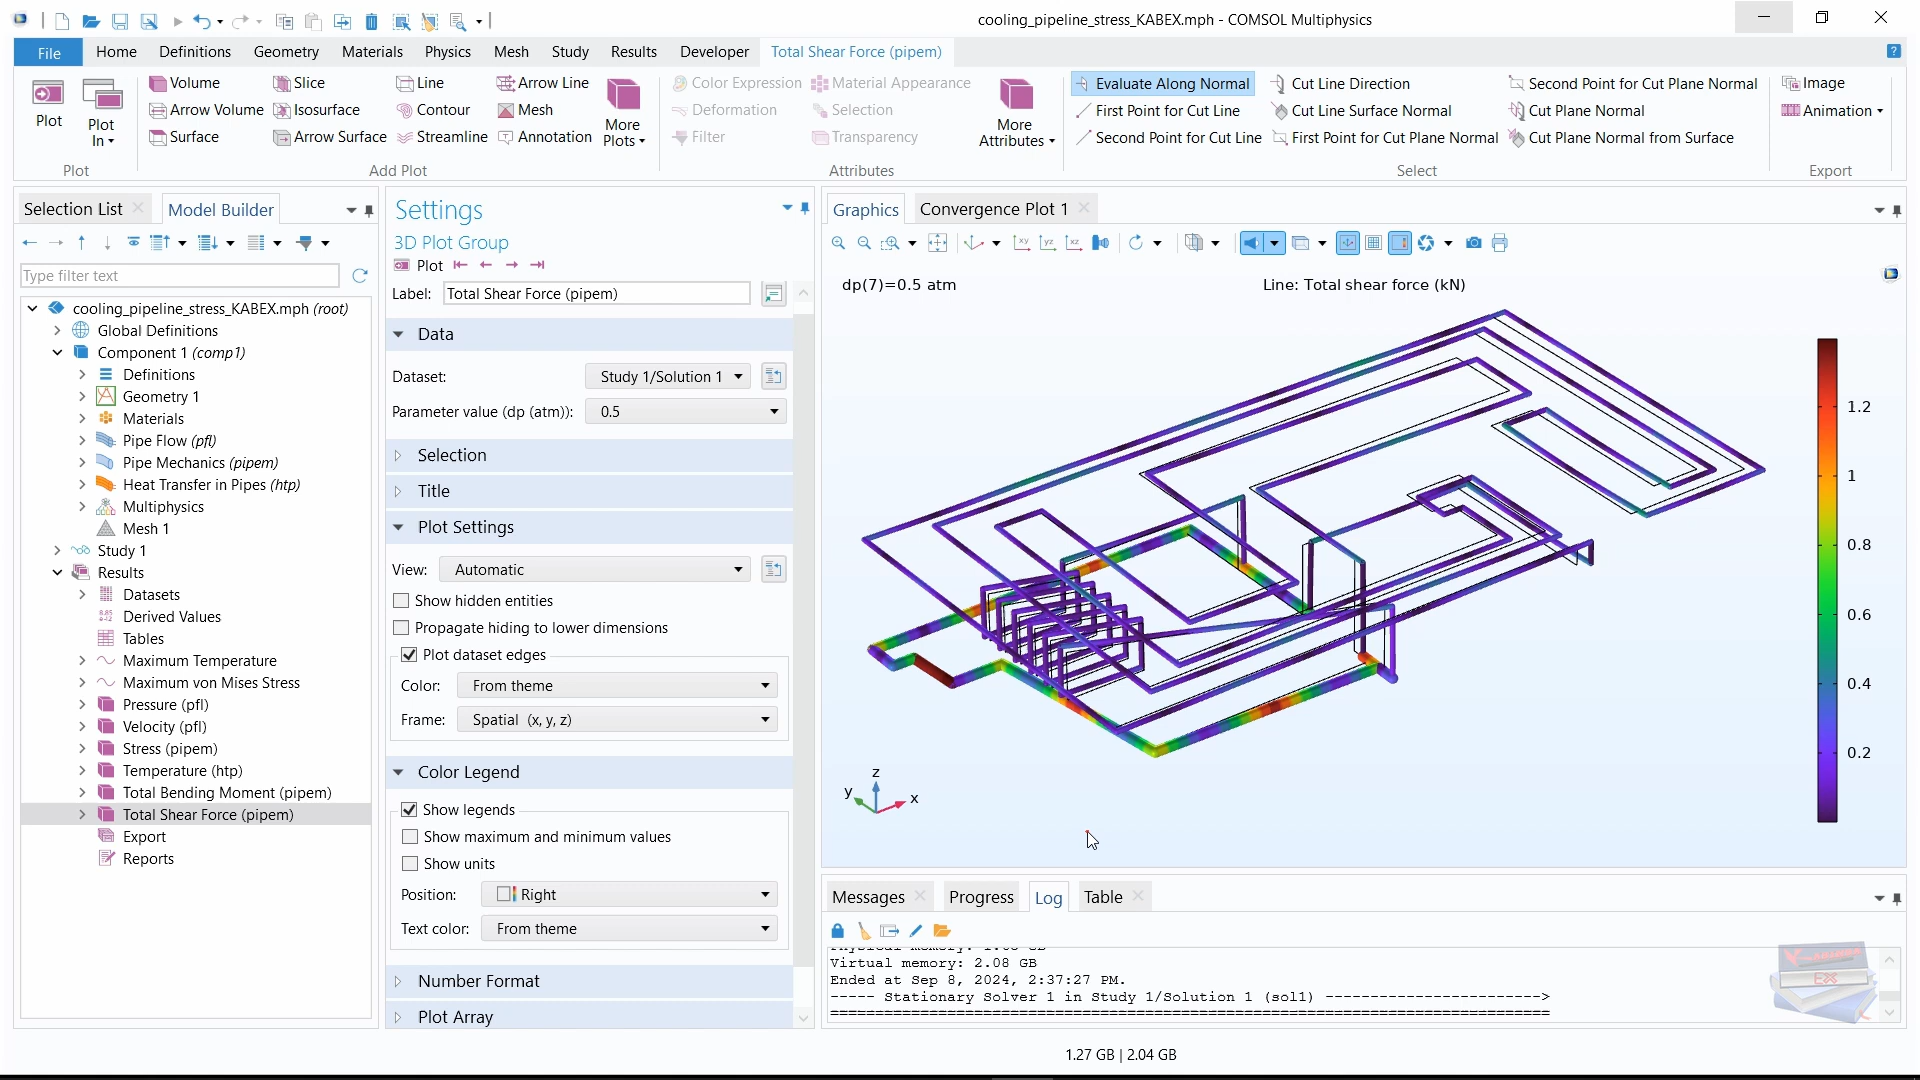 cooling_pipeline_stress_KABEX.mph - COMSOL Multiphysics
File Home Definitions Geometry Materials Physics Mesh Study Results Developer Total Shear Force (pipem)
Plot
Plot In
Plot
Volume Slice Line Arrow Line
Arrow Volume Isosurface Contour Mesh
Surface Arrow Surface Streamline Annotation
More Plots
Add Plot
Color Expression Material Appearance
Deformation Selection
Filter Transparency
More Attributes
Attributes
Evaluate Along Normal Cut Line Direction Second Point for Cut Plane Normal
First Point for Cut Line Cut Line Surface Normal Cut Plane Normal
Second Point for Cut Line First Point for Cut Plane Normal Cut Plane Normal from Surface
Select
Image
Animation
Export
Selection List Model Builder
Type filter text
cooling_pipeline_stress_KABEX.mph (root)
Global Definitions
Component 1 (comp1)
Definitions
Geometry 1
Materials
Pipe Flow (pfl)
Pipe Mechanics (pipem)
Heat Transfer in Pipes (htp)
Multiphysics
Mesh 1
Study 1
Results
Datasets
8.85
Derived Values
Tables
Maximum Temperature
Maximum von Mises Stress
Pressure (pfl)
Velocity (pfl)
Stress (pipem)
Temperature (htp)
Total Bending Moment (pipem)
Total Shear Force (pipem)
Export
Reports
Settings
3D Plot Group
Plot
Label: Total Shear Force (pipem)
Data
Dataset: Study 1/Solution 1
Parameter value (dp (atm)): 0.5
Selection
Title
Plot Settings
View: Automatic
Show hidden entities
Propagate hiding to lower dimensions
Plot dataset edges
Color: From theme
Frame: Spatial (x, y, z)
Color Legend
Show legends
Show maximum and minimum values
Show units
Position: Right
Text color: From theme
Number Format
Plot Array
Graphics Convergence Plot 1
xy yz xz
dp(7)=0.5 atm Line: Total shear force (kN)
1.2
1
0.8
0.6
0.4
0.2
z
y
x
Messages Progress Log Table
Virtual memory: 2.08 GB
Ended at Sep 8, 2024, 2:37:27 PM.
----- Stationary Solver 1 in Study 1/Solution 1 (sol1) ------------------------>
EX
1.27 GB | 2.04 GB